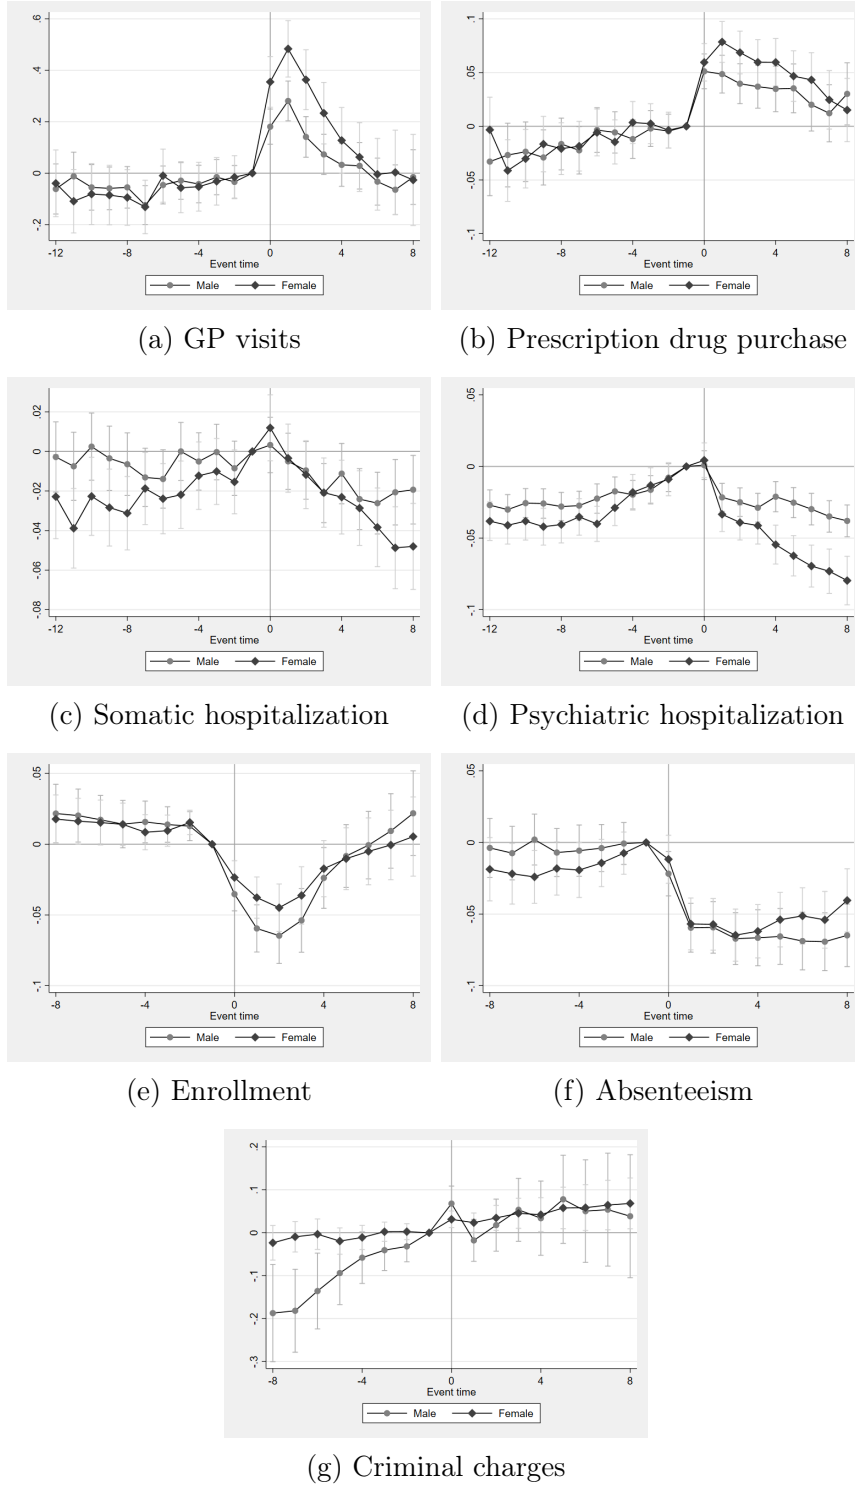 .6
.4
.2
0
-.2
-12 -8 -4 0 4 8
Event time
Male Female
(a) GP visits
.1
.05
0
-.05
-.1
-12 -8 -4 0 4 8
Event time
Male Female
(b) Prescription drug purchase
.02
0
-.02
-.04
-.06
-.08
-12 -8 -4 0 4 8
Event time
Male Female
(c) Somatic hospitalization
.05
0
-.05
-.1
-12 -8 -4 0 4 8
Event time
Male Female
(d) Psychiatric hospitalization
.05
0
-.05
-.1
-8 -4 0 4 8
Event time
Male Female
(e) Enrollment
.05
0
-.05
-.1
-8 -4 0 4 8
Event time
Male Female
(f) Absenteeism
.2
.1
0
-.1
-.2
-.3
-8 -4 0 4 8
Event time
Male Female
(g) Criminal charges